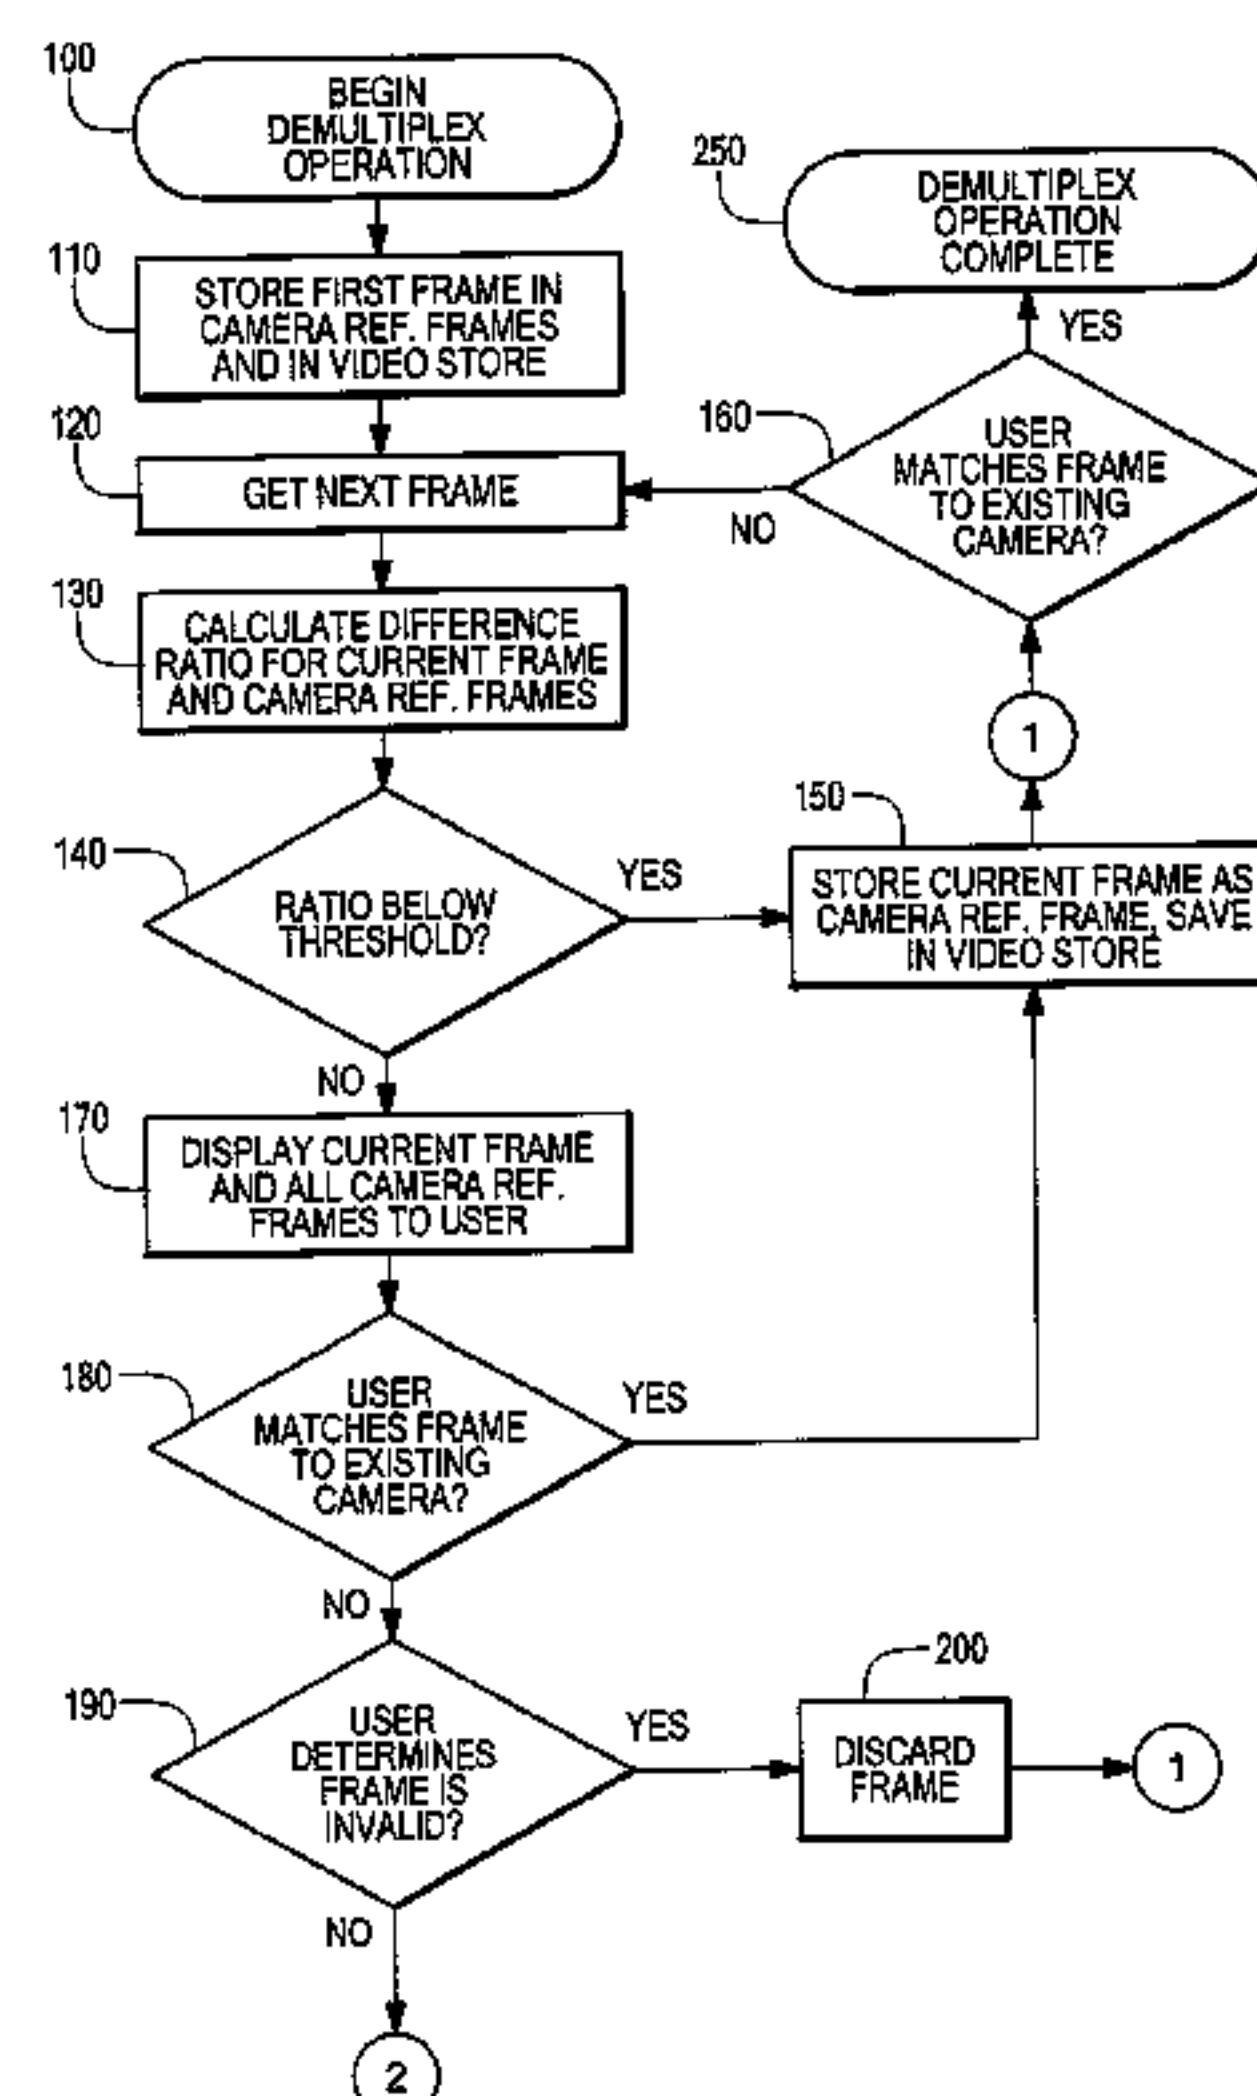 100
BEGIN
DEMULTIPLEX
OPERATION
110
STORE FIRST FRAME IN
CAMERA REF. FRAMES
AND IN VIDEO STORE
120
GET NEXT FRAME
130
CALCULATE DIFFERENCE
RATIO FOR CURRENT FRAME
AND CAMERA REF. FRAMES
140
RATIO BELOW
THRESHOLD?
YES
NO
170
DISPLAY CURRENT FRAME
AND ALL CAMERA REF.
FRAMES TO USER
180
USER
MATCHES FRAME
TO EXISTING
CAMERA?
YES
NO
190
USER
DETERMINES
FRAME IS
INVALID?
YES
NO
2
250
DEMULTIPLEX
OPERATION
COMPLETE
YES
160
USER
MATCHES FRAME
TO EXISTING
CAMERA?
NO
1
150
STORE CURRENT FRAME AS
CAMERA REF. FRAME, SAVE
IN VIDEO STORE
200
DISCARD
FRAME
1